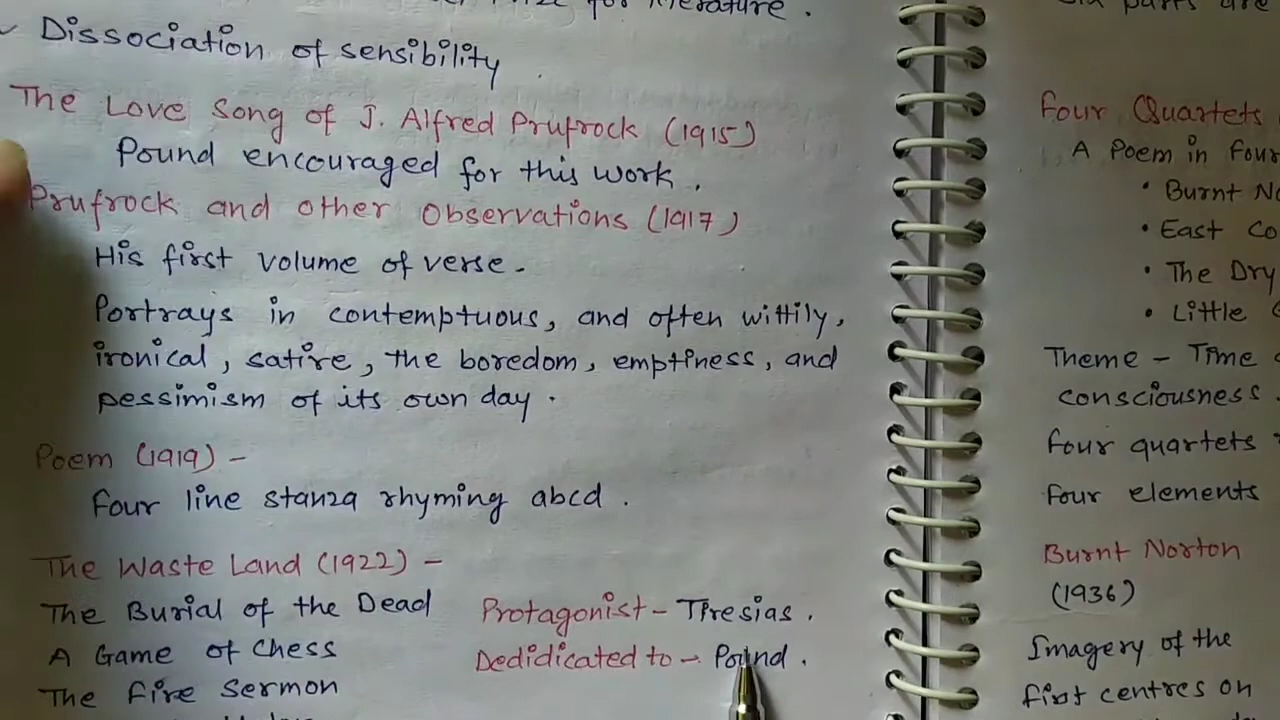 for literature.
Dissociation of sensibility
The Love Song of J. Alfred Prufrock (1915)
Pound encouraged for this work.
Prufrock and other Observations (1917)
His first volume of verse.
Portrays in contemptuous, and often wittily,
ironical, satire, the boredom, emptiness, and
pessimism of its own day.
Poem (1919) -
Four line stanza rhyming abcd.
The Waste Land (1922) -
The Burial of the Dead
Protagonist - Tiresias.
A Game of Chess
Dedidicated to - Pound.
The Fire Sermon
parts are
Four Quartets
A Poem in Four
• Burnt No
• East Co
• The Dry
• Little
Theme - Time
consciousness.
Four quartets
Four elements
Burnt Norton
(1936)
Imagery of the
first centres on